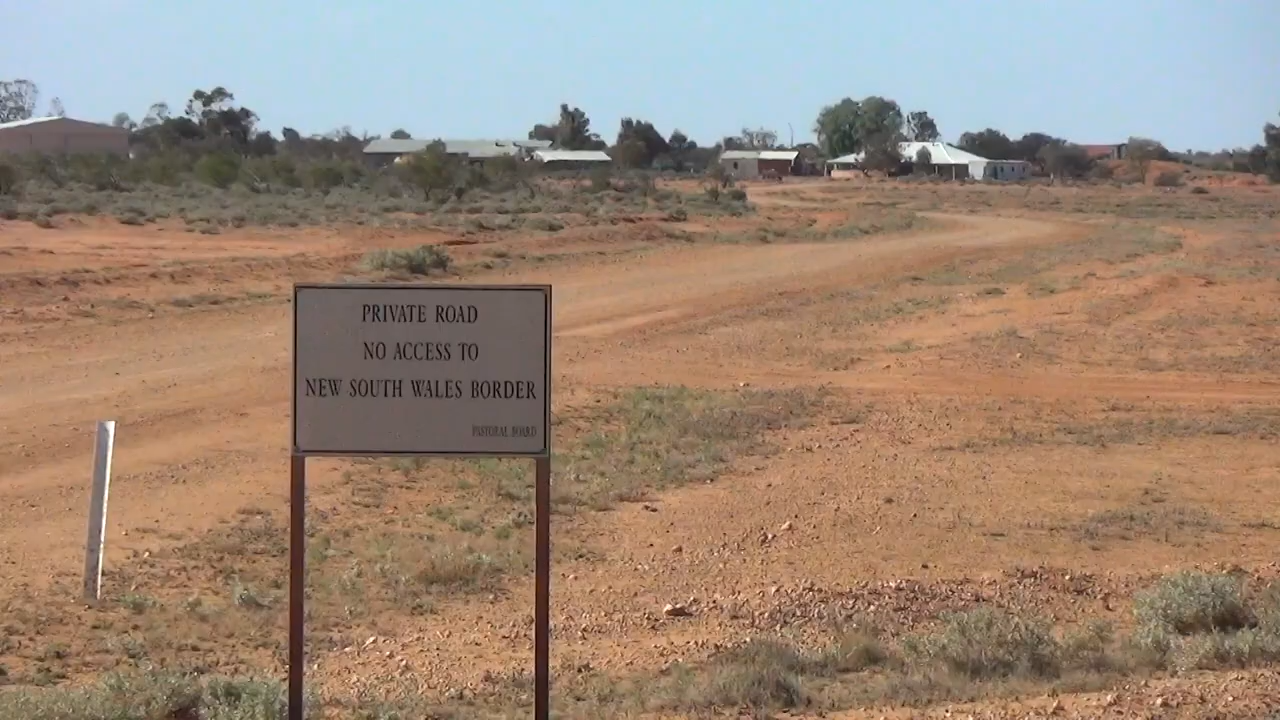 PRIVATE ROAD
NO ACCESS TO
NEW SOUTH WALES BORDER
PASTORAL BOARD